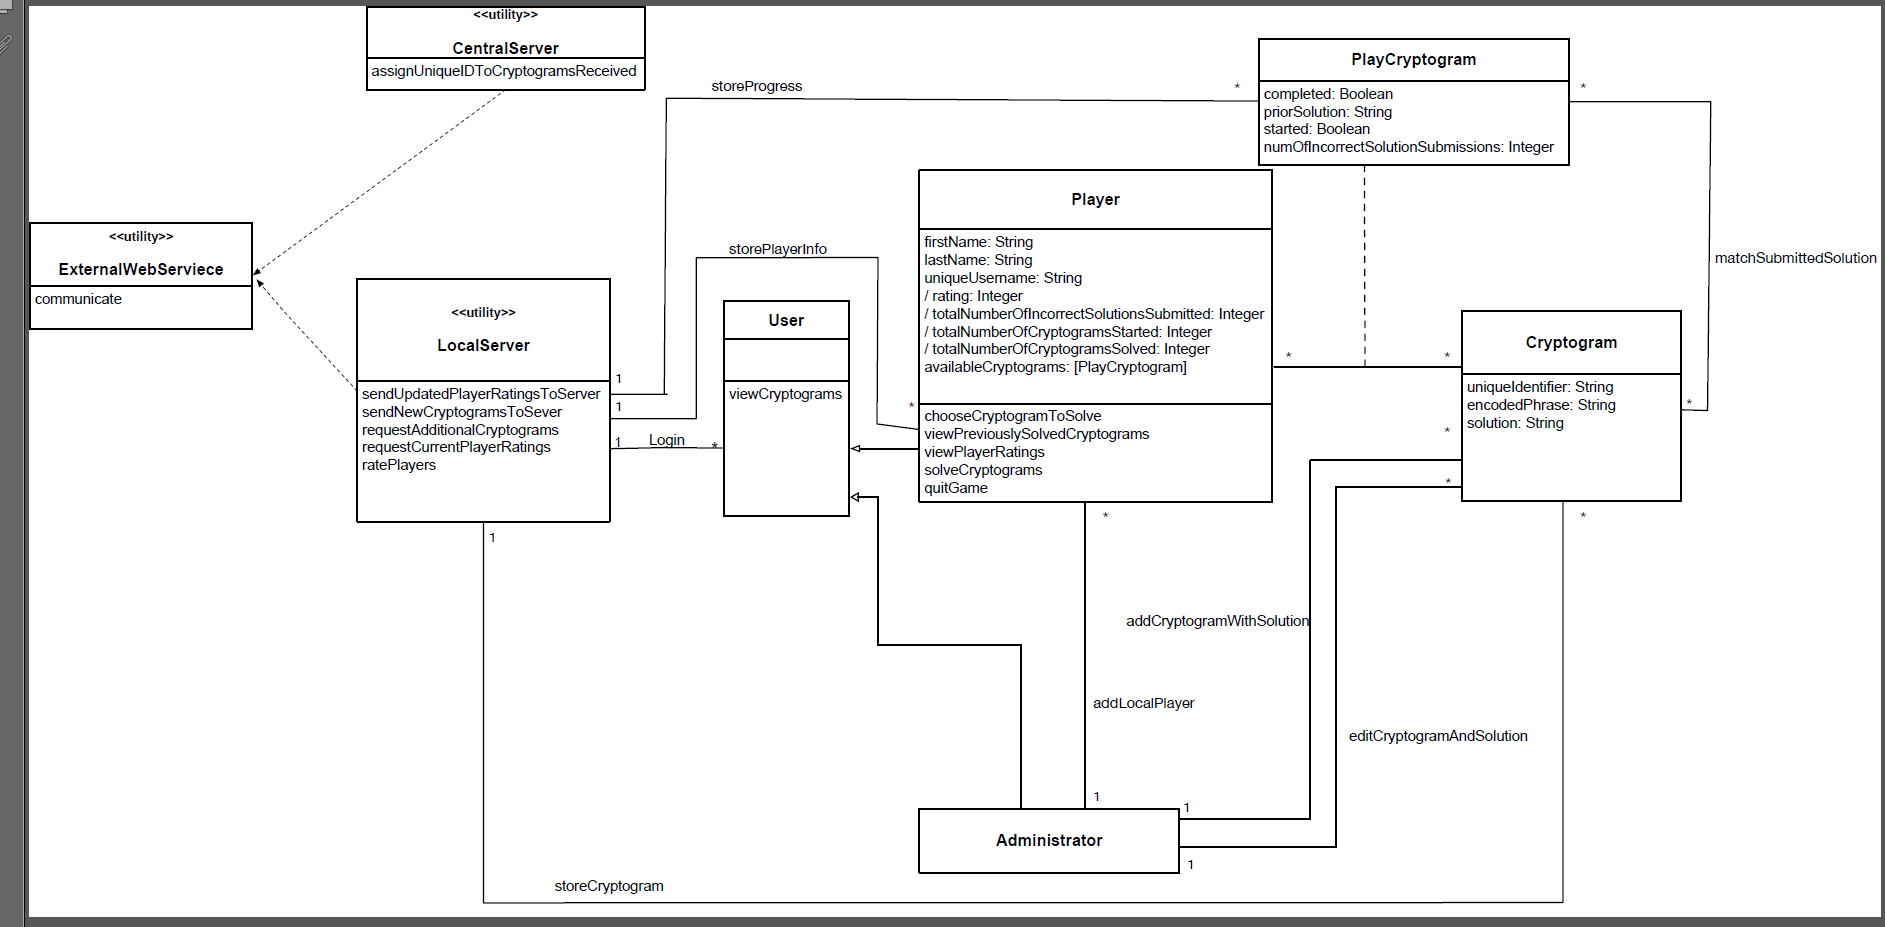 <<utility>>
CentralServer
assignUniqueIDToCryptogramsReceived
PlayCryptogram
completed: Boolean
priorSolution: String
started: Boolean
numOfIncorrectSolutionSubmissions: Integer
storeProgress
*
*
Player
firstName: String
lastName: String
uniqueUsername: String
/ rating: Integer
/ totalNumberOfIncorrectSolutionsSubmitted: Integer
/ totalNumberOfCryptogramsStarted: Integer
/ totalNumberOfCryptogramsSolved: Integer
availableCryptograms: [PlayCryptogram]
chooseCryptogramToSolve
viewPreviouslySolvedCryptograms
viewPlayerRatings
solveCryptograms
quitGame
<<utility>>
ExternalWebServiece
communicate
storePlayerInfo
matchSubmittedSolution
<<utility>>
LocalServer
sendUpdatedPlayerRatingsToServer
sendNewCryptogramsToSever
requestAdditionalCryptograms
requestCurrentPlayerRatings
ratePlayers
User
viewCryptograms
1
1
1
Login
*
*
*
*
Cryptogram
uniqueIdentifier: String
encodedPhrase: String
solution: String
*
*
*
*
*
1
addCryptogramWithSolution
addLocalPlayer
editCryptogramAndSolution
1
1
Administrator
1
storeCryptogram